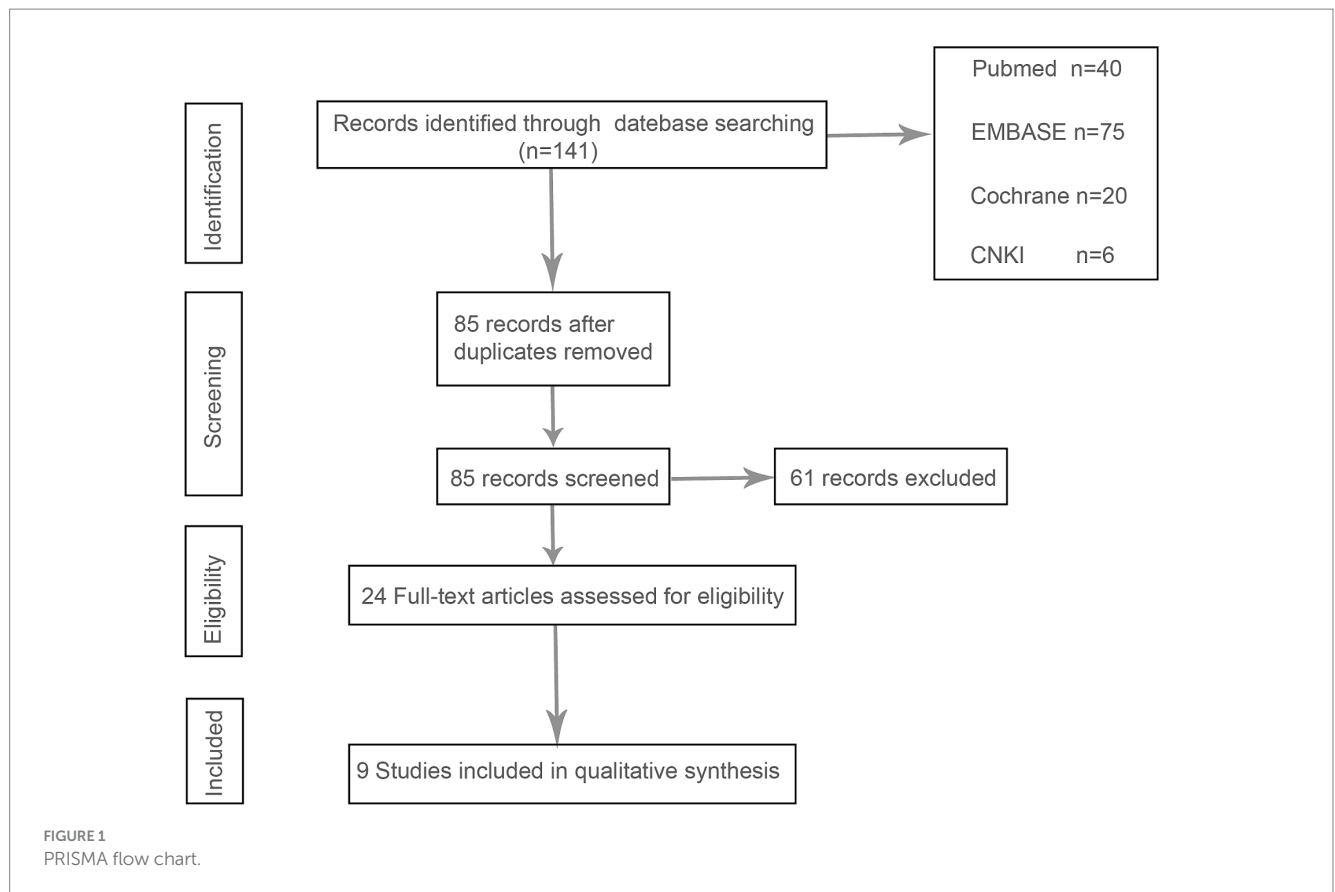 Identification
Records identified through datebase searching
(n=141)
Pubmed n=40
EMBASE n=75
Cochrane n=20
CNKI n=6
Screening
85 records after
duplicates removed
85 records screened
61 records excluded
Eligibility
24 Full-text articles assessed for eligibility
Included
9 Studies included in qualitative synthesis
FIGURE 1
PRISMA flow chart.